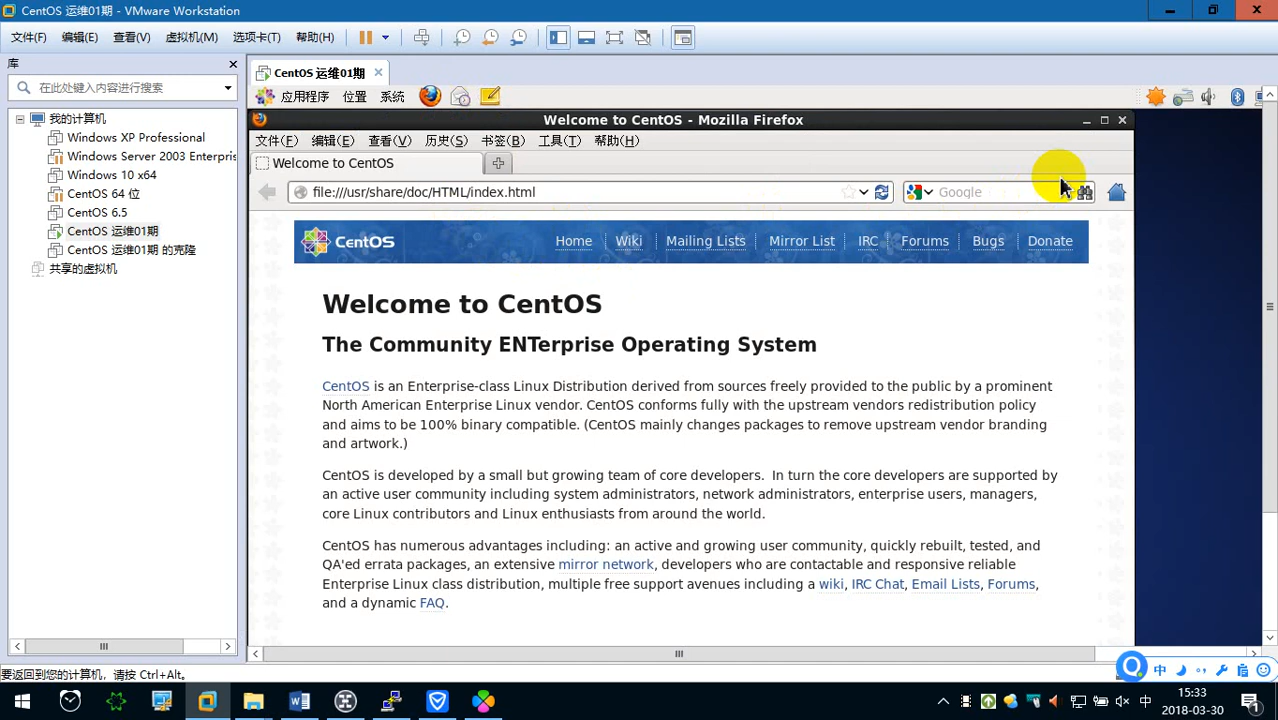 CentOS 运维01期 - VMware Workstation
文件(F) 编辑(E) 查看(V) 虚拟机(M) 选项卡(T) 帮助(H)
库
在此处键入内容进行搜索
我的计算机
Windows XP Professional
Windows Server 2003 Enterpris
Windows 10 x64
CentOS 64 位
CentOS 6.5
CentOS 运维01期
CentOS 运维01期 的克隆
共享的虚拟机
CentOS 运维01期
应用程序 位置 系统
Welcome to CentOS - Mozilla Firefox
文件(F) 编辑(E) 查看(V) 历史(S) 书签(B) 工具(T) 帮助(H)
Welcome to CentOS
file:///usr/share/doc/HTML/index.html
Google
CentOS
Home Wiki Mailing Lists Mirror List IRC Forums Bugs Donate
Welcome to CentOS
The Community ENTerprise Operating System
CentOS is an Enterprise-class Linux Distribution derived from sources freely provided to the public by a prominent
North American Enterprise Linux vendor. CentOS conforms fully with the upstream vendors redistribution policy
and aims to be 100% binary compatible. (CentOS mainly changes packages to remove upstream vendor branding
and artwork.)
CentOS is developed by a small but growing team of core developers. In turn the core developers are supported by
an active user community including system administrators, network administrators, enterprise users, managers,
core Linux contributors and Linux enthusiasts from around the world.
CentOS has numerous advantages including: an active and growing user community, quickly rebuilt, tested, and
QA'ed errata packages, an extensive mirror network, developers who are contactable and responsive reliable
Enterprise Linux class distribution, multiple free support avenues including a wiki, IRC Chat, Email Lists, Forums,
and a dynamic FAQ.
要返回到您的计算机，请按 Ctrl+Alt。
中
中
15:33
2018-03-30
1